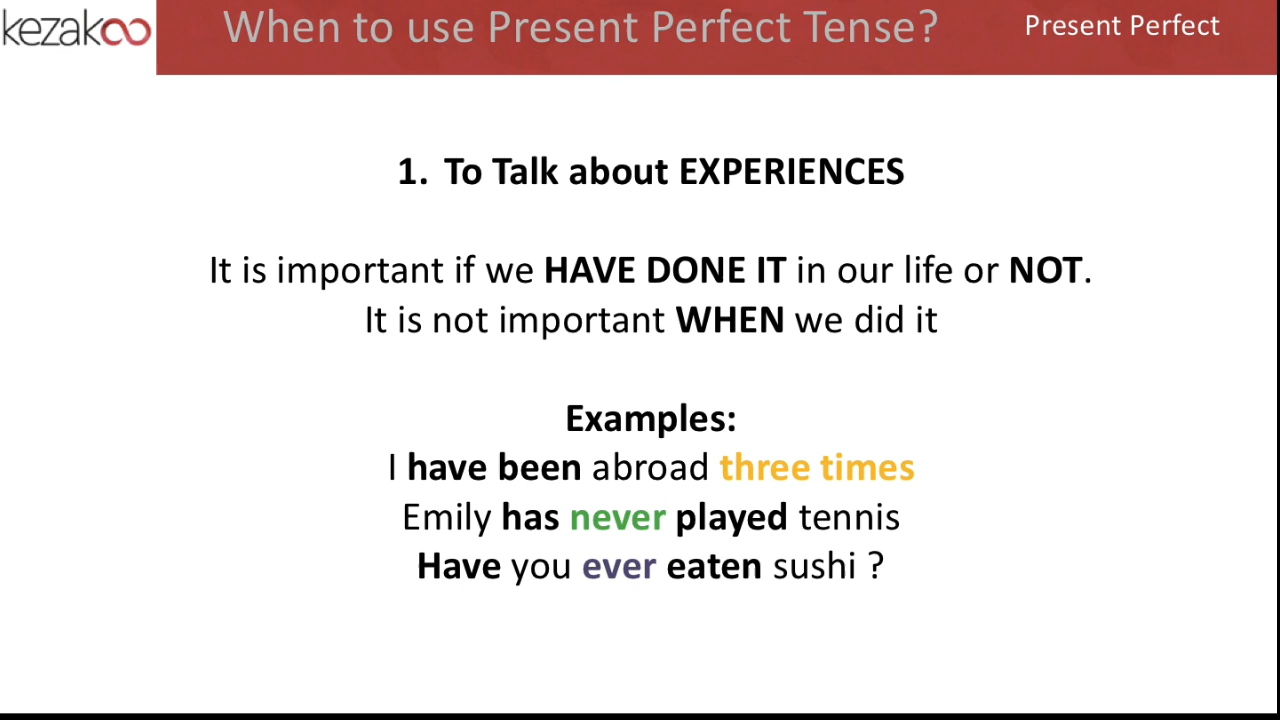 kezakoo
When to use Present Perfect Tense?
Present Perfect
1. To Talk about EXPERIENCES
It is important if we HAVE DONE IT in our life or NOT.
It is not important WHEN we did it
Examples:
I have been abroad three times
Emily has never played tennis
Have you ever eaten sushi ?